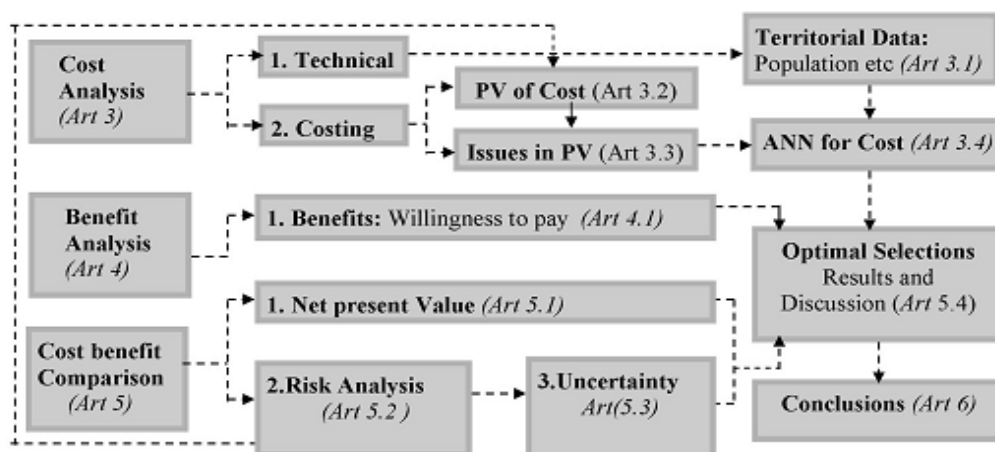 Cost
Analysis
(Art 3)
1. Technical
2. Costing
PV of Cost (Art 3.2)
Issues in PV (Art 3.3)
Territorial Data:
Population etc (Art 3.1)
ANN for Cost (Art 3.4)
Benefit
Analysis
(Art 4)
1. Benefits: Willingness to pay (Art 4.1)
Optimal Selections
Results and
Discussion (Art 5.4)
Cost benefit
Comparison
(Art 5)
1. Net present Value (Art 5.1)
2.Risk Analysis
(Art 5.2 )
3.Uncertainty
Art(5.3)
Conclusions (Art 6)